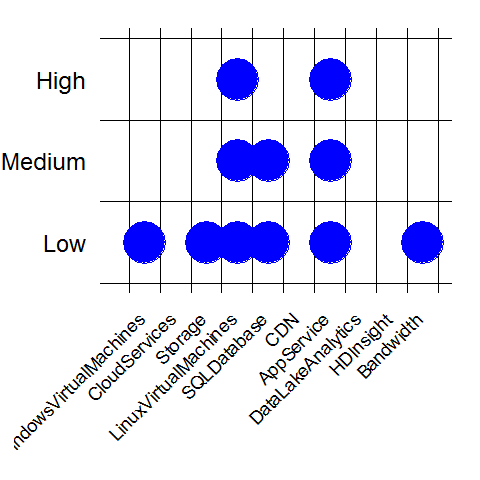 High
Medium
Low
ndowsVirtualMachines
CloudServices
Storage
LinuxVirtualMachines
SQLDatabase
CDN
AppService
DataLakeAnalytics
HDInsight
Bandwidth